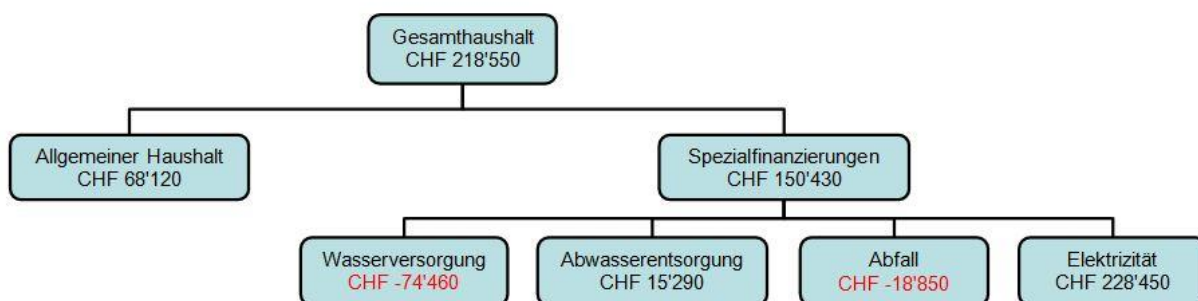 Gesamthaushalt
CHF 218'550
Allgemeiner Haushalt
CHF 68'120
Spezialfinanzierungen
CHF 150'430
Wasserversorgung
CHF -74'460
Abwasserentsorgung
CHF 15'290
Abfall
CHF -18'850
Elektrizität
CHF 228'450